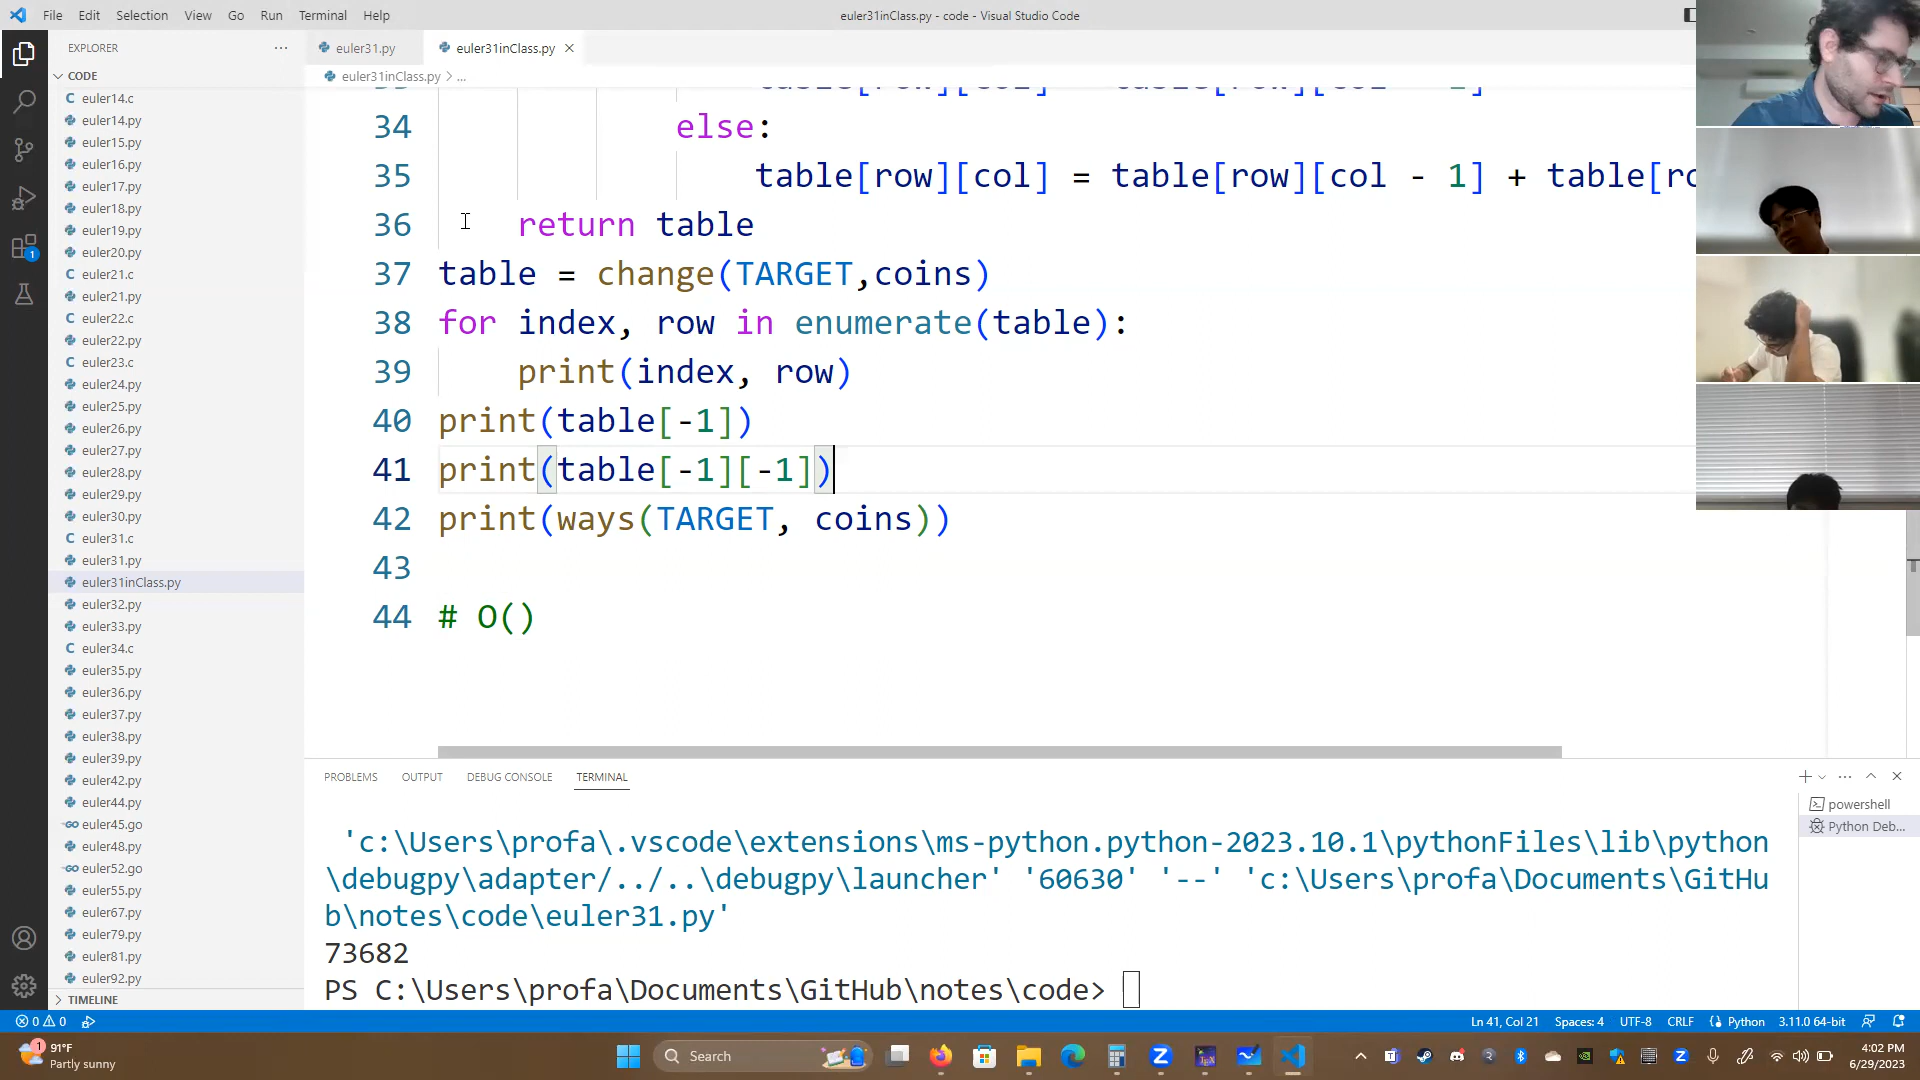 File Edit Selection View Go Run Terminal Help
euler31inClass.py - code - Visual Studio Code
EXPLORER
CODE
C euler14.c
euler14.py
euler15.py
euler16.py
euler17.py
euler18.py
euler19.py
euler20.py
C euler21.c
euler21.py
C euler22.c
euler22.py
C euler23.c
euler24.py
euler25.py
euler26.py
euler27.py
euler28.py
euler29.py
euler30.py
C euler31.c
euler31.py
euler31inClass.py
euler32.py
euler33.py
C euler34.c
euler35.py
euler36.py
euler37.py
euler38.py
euler39.py
euler42.py
euler44.py
euler45.go
euler48.py
euler52.go
euler55.py
euler67.py
euler79.py
euler81.py
euler92.py
TIMELINE
euler31.py euler31inClass.py
euler31inClass.py > ...
34 else:
35 table[row][col] = table[row][col - 1] + table[ro
36 return table
37 table = change(TARGET,coins)
38 for index, row in enumerate(table):
39 print(index, row)
40 print(table[-1])
41 print(table[-1][-1])
42 print(ways(TARGET, coins))
43
44 # O()
PROBLEMS OUTPUT DEBUG CONSOLE TERMINAL
'c:\Users\profa\.vscode\extensions\ms-python.python-2023.10.1\pythonFiles\lib\python
\debugpy\adapter/../..\debugpy\launcher' '60630' '--' 'c:\Users\profa\Documents\GitHu
b\notes\code\euler31.py'
73682
PS C:\Users\profa\Documents\GitHub\notes\code>
powershell
Python Deb...
0 0
Ln 41, Col 21 Spaces: 4 UTF-8 CRLF Python 3.11.0 64-bit
1
91°F
Partly sunny
Search
4:02 PM
6/29/2023